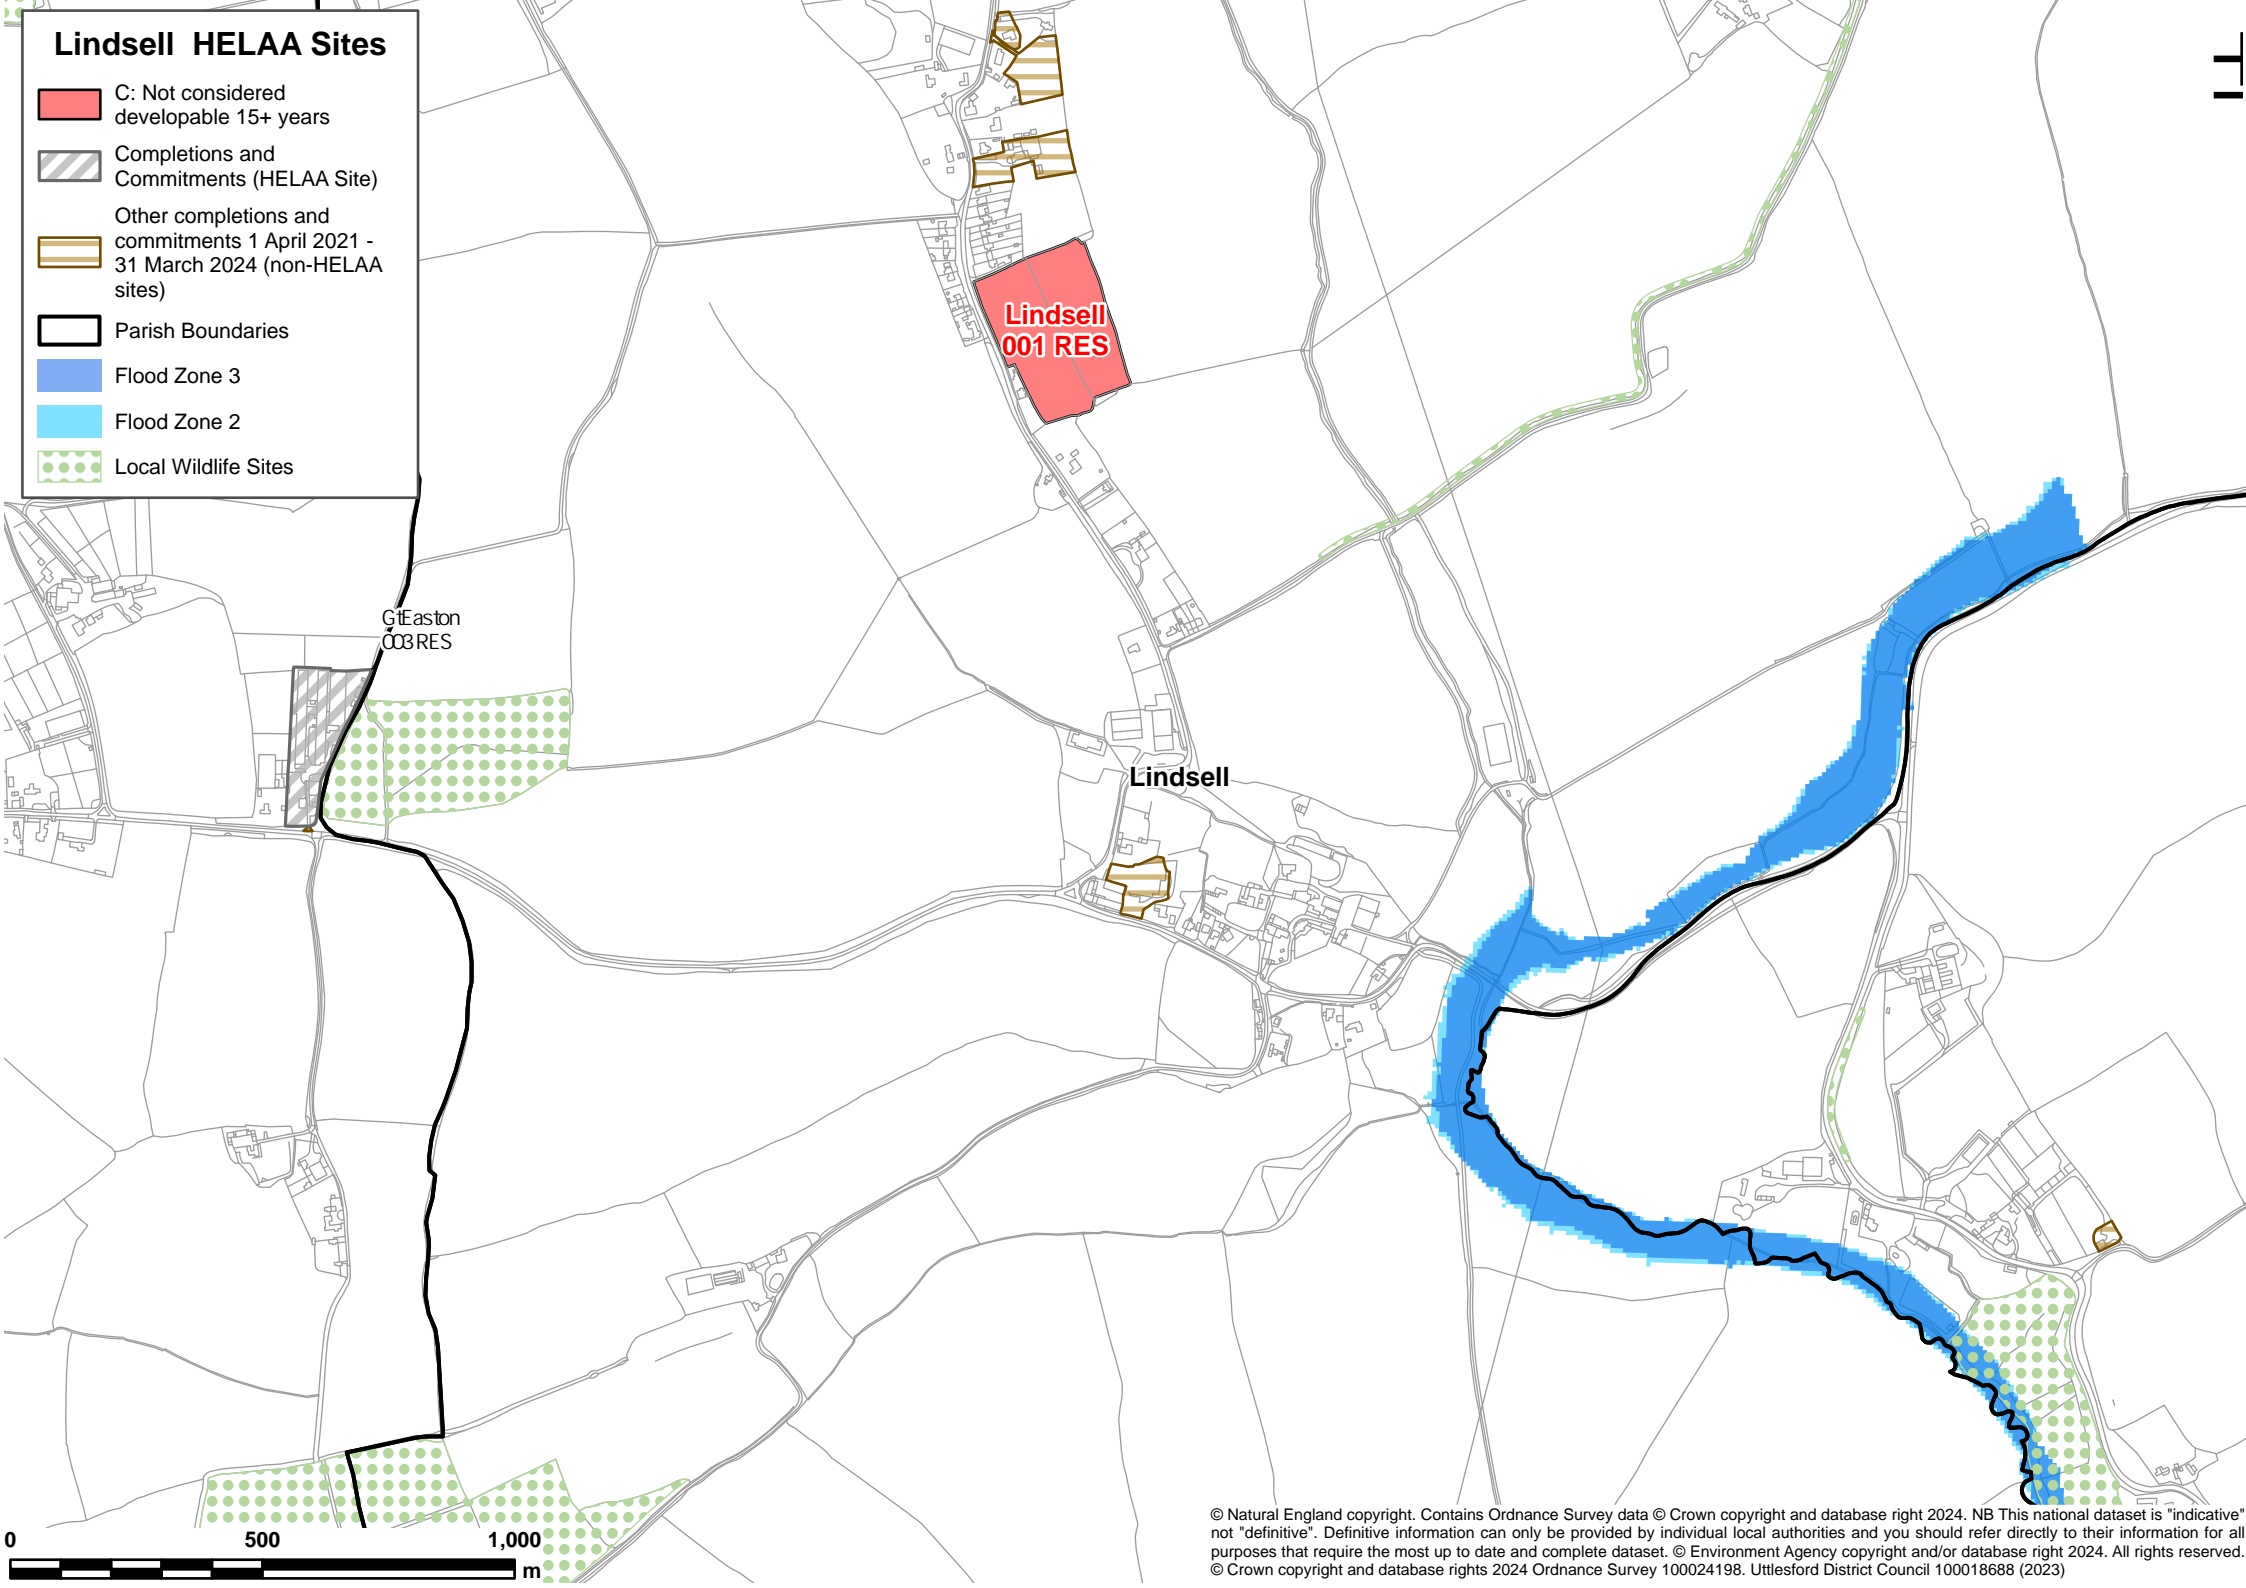 Lindsell HELAA Sites
C: Not considered
developable 15+ years
Completions and
Commitments (HELAA Site)
Other completions and
commitments 1 April 2021 -
31 March 2024 (non-HELAA
sites)
Parish Boundaries
Flood Zone 3
Flood Zone 2
Local Wildlife Sites
Lindsell
001 RES
GtEaston
003 RES
Lindsell
0 500 1,000
m
© Natural England copyright. Contains Ordnance Survey data © Crown copyright and database right 2024. NB This national dataset is "indicative"
not "definitive". Definitive information can only be provided by individual local authorities and you should refer directly to their information for all
purposes that require the most up to date and complete dataset. © Environment Agency copyright and/or database right 2024. All rights reserved.
© Crown copyright and database rights 2024 Ordnance Survey 100024198. Uttlesford District Council 100018688 (2023)